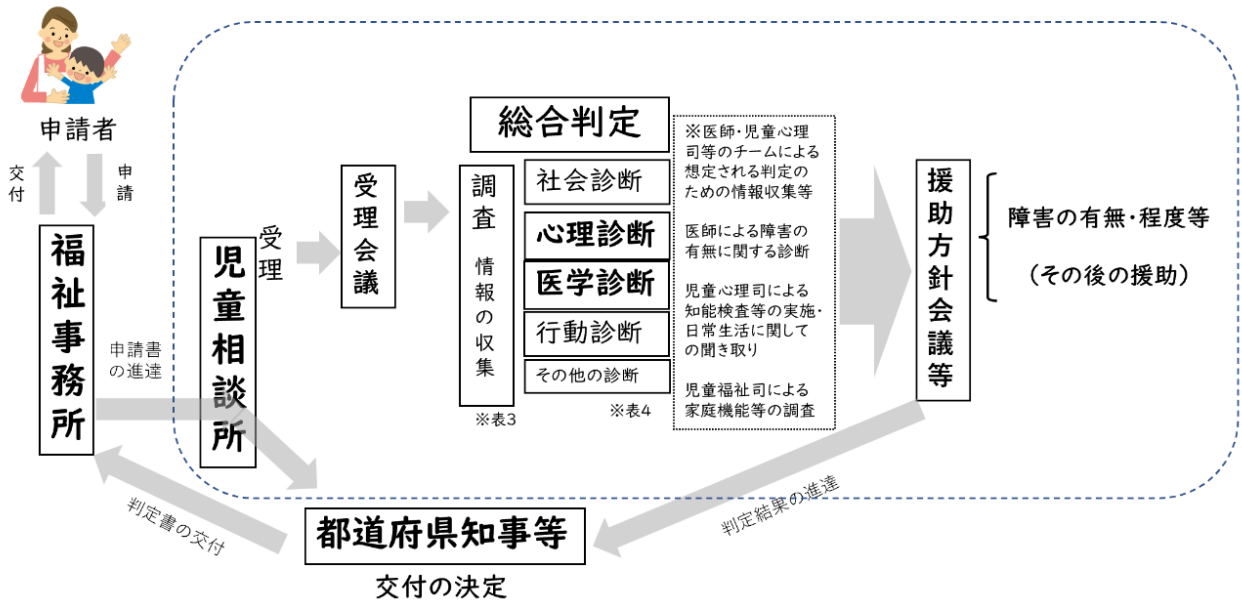 申請者
交付
申請
福祉事務所
申請書
の進達
児童相談所
受理
受理会議
調査 情報の収集
※表3
総合判定
社会診断
心理診断
医学診断
行動診断
その他の診断
※表4
※医師・児童心理
司等のチームによる
想定される判定の
ための情報収集等
医師による障害の
有無に関する診断
児童心理司による
知能検査等の実施・
日常生活に関して
の聞き取り
児童福祉司による
家庭機能等の調査
援助方針会議等
障害の有無・程度等
（その後の援助）
判定結果の進達
都道府県知事等
交付の決定
判定書の交付